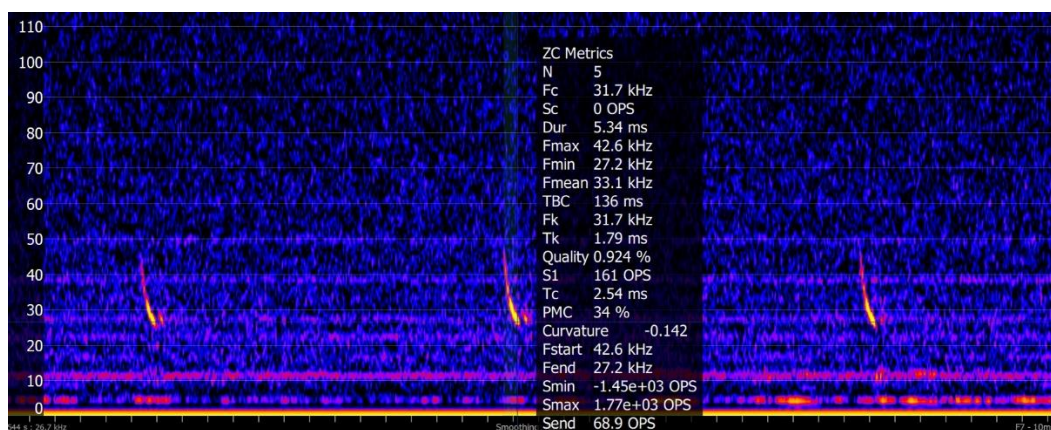 110
100
90
80
70
60
50
40
30
20
10
0
ZC Metrics
N 5
Fc 31.7 kHz
Sc 0 OPS
Dur 5.34 ms
Fmax 42.6 kHz
Fmin 27.2 kHz
Fmean 33.1 kHz
TBC 136 ms
Fk 31.7 kHz
Tk 1.79 ms
Quality 0.924 %
S1 161 OPS
Tc 2.54 ms
PMC 34 %
Curvature -0.142
Fstart 42.6 kHz
Fend 27.2 kHz
Smin -1.45e+03 OPS
Smax 1.77e+03 OPS
Send 68.9 OPS
544 s : 26.7 kHz
Smoothing
F7 - 10m